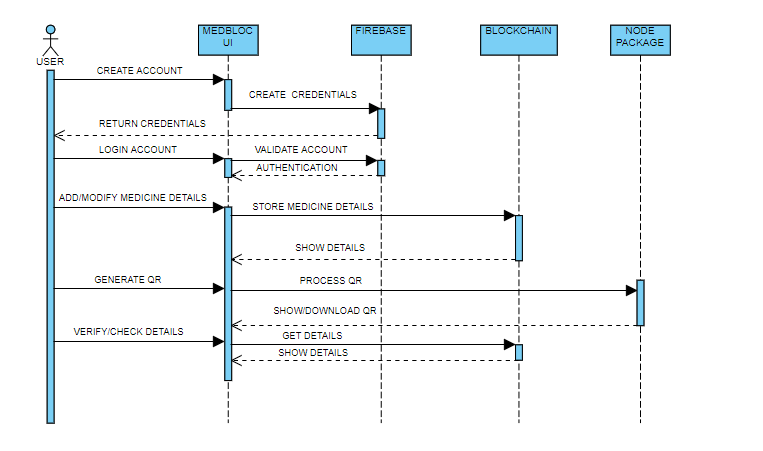 MEDBLOC
UI
FIREBASE
BLOCKCHAIN
NODE
PACKAGE
USER
CREATE ACCOUNT
CREATE CREDENTIALS
RETURN CREDENTIALS
LOGIN ACCOUNT
VALIDATE ACCOUNT
AUTHENTICATION
ADD/MODIFY MEDICINE DETAILS
STORE MEDICINE DETAILS
SHOW DETAILS
GENERATE QR
PROCESS QR
SHOW/DOWNLOAD QR
VERIFY/CHECK DETAILS
GET DETAILS
SHOW DETAILS